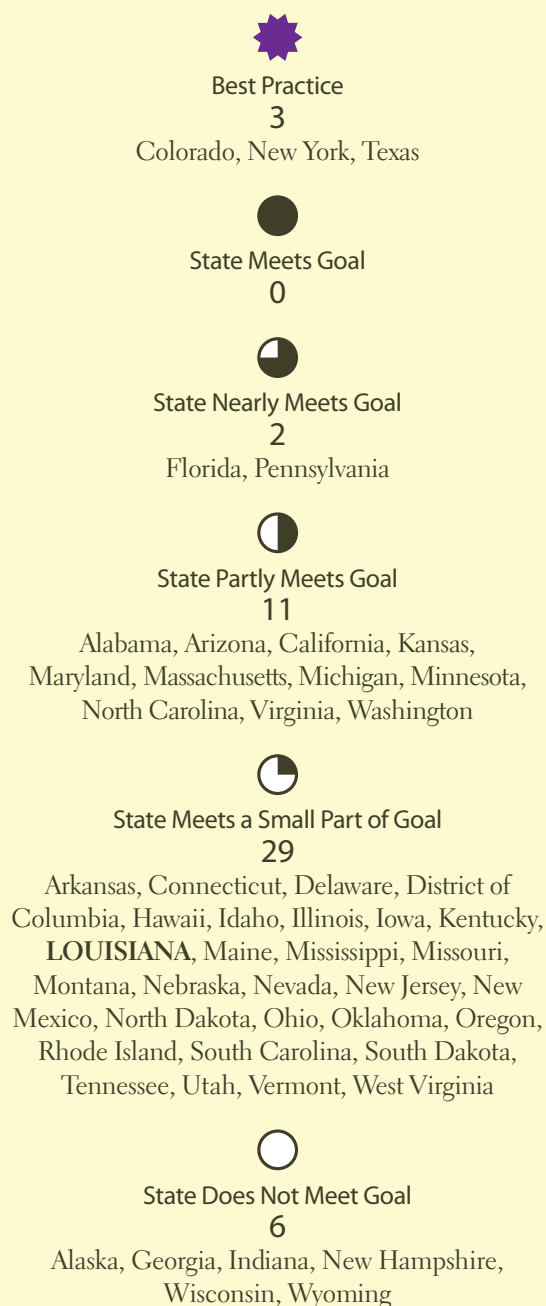 Best Practice
3
Colorado, New York, Texas
State Meets Goal
0
State Nearly Meets Goal
2
Florida, Pennsylvania
State Partly Meets Goal
11
Alabama, Arizona, California, Kansas,
Maryland, Massachusetts, Michigan, Minnesota,
North Carolina, Virginia, Washington
State Meets a Small Part of Goal
29
Arkansas, Connecticut, Delaware, District of
Columbia, Hawaii, Idaho, Illinois, Iowa, Kentucky,
LOUISIANA, Maine, Mississippi, Missouri,
Montana, Nebraska, Nevada, New Jersey, New
Mexico, North Dakota, Ohio, Oklahoma, Oregon,
Rhode Island, South Carolina, South Dakota,
Tennessee, Utah, Vermont, West Virginia
State Does Not Meet Goal
6
Alaska, Georgia, Indiana, New Hampshire,
Wisconsin, Wyoming